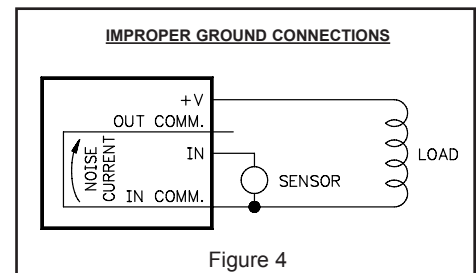 IMPROPER GROUND CONNECTIONS
+V
OUT COMM.
IN
NOISE
CURRENT
SENSOR
LOAD
IN COMM.
Figure 4